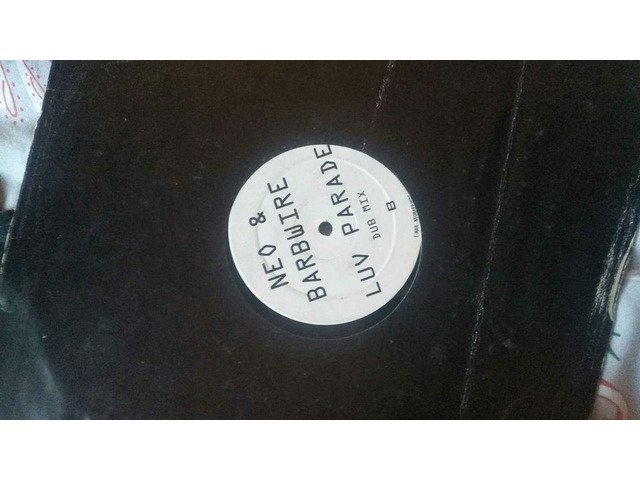 NEO &
BARBWIRE
LUV PARADE
DUB MIX
B